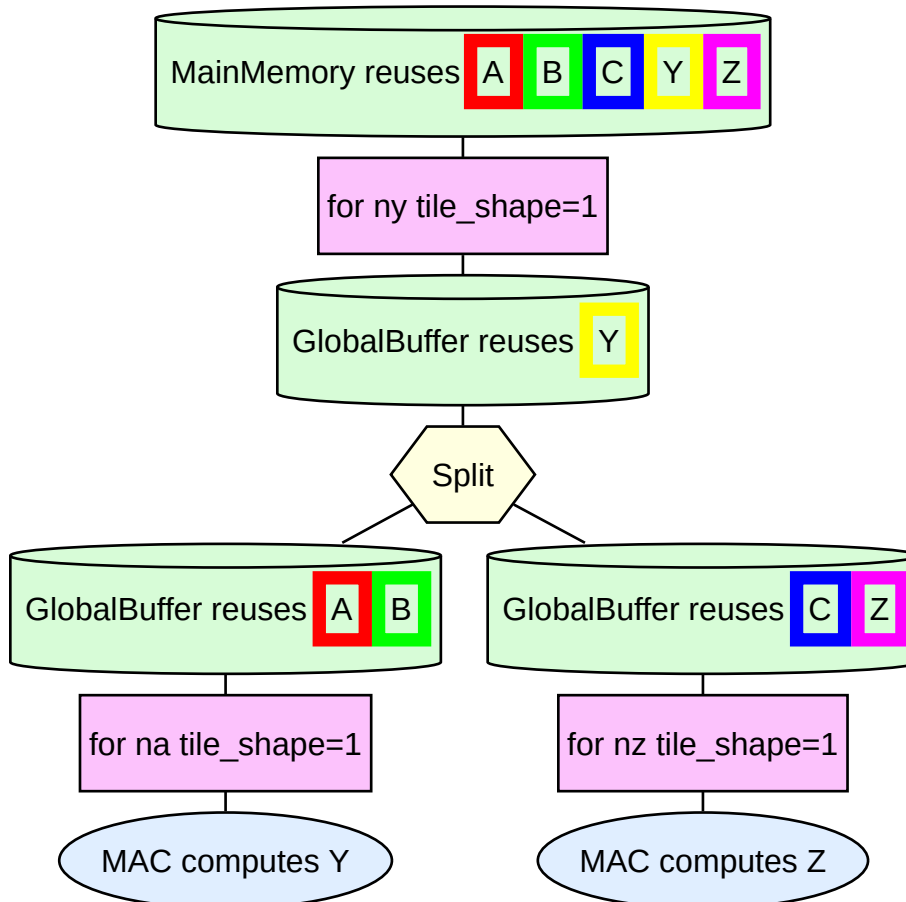 MainMemory reuses A B C Y Z
for ny tile_shape=1
GlobalBuffer reuses Y
Split
GlobalBuffer reuses A B
GlobalBuffer reuses C Z
for na tile_shape=1
for nz tile_shape=1
MAC computes Y
MAC computes Z